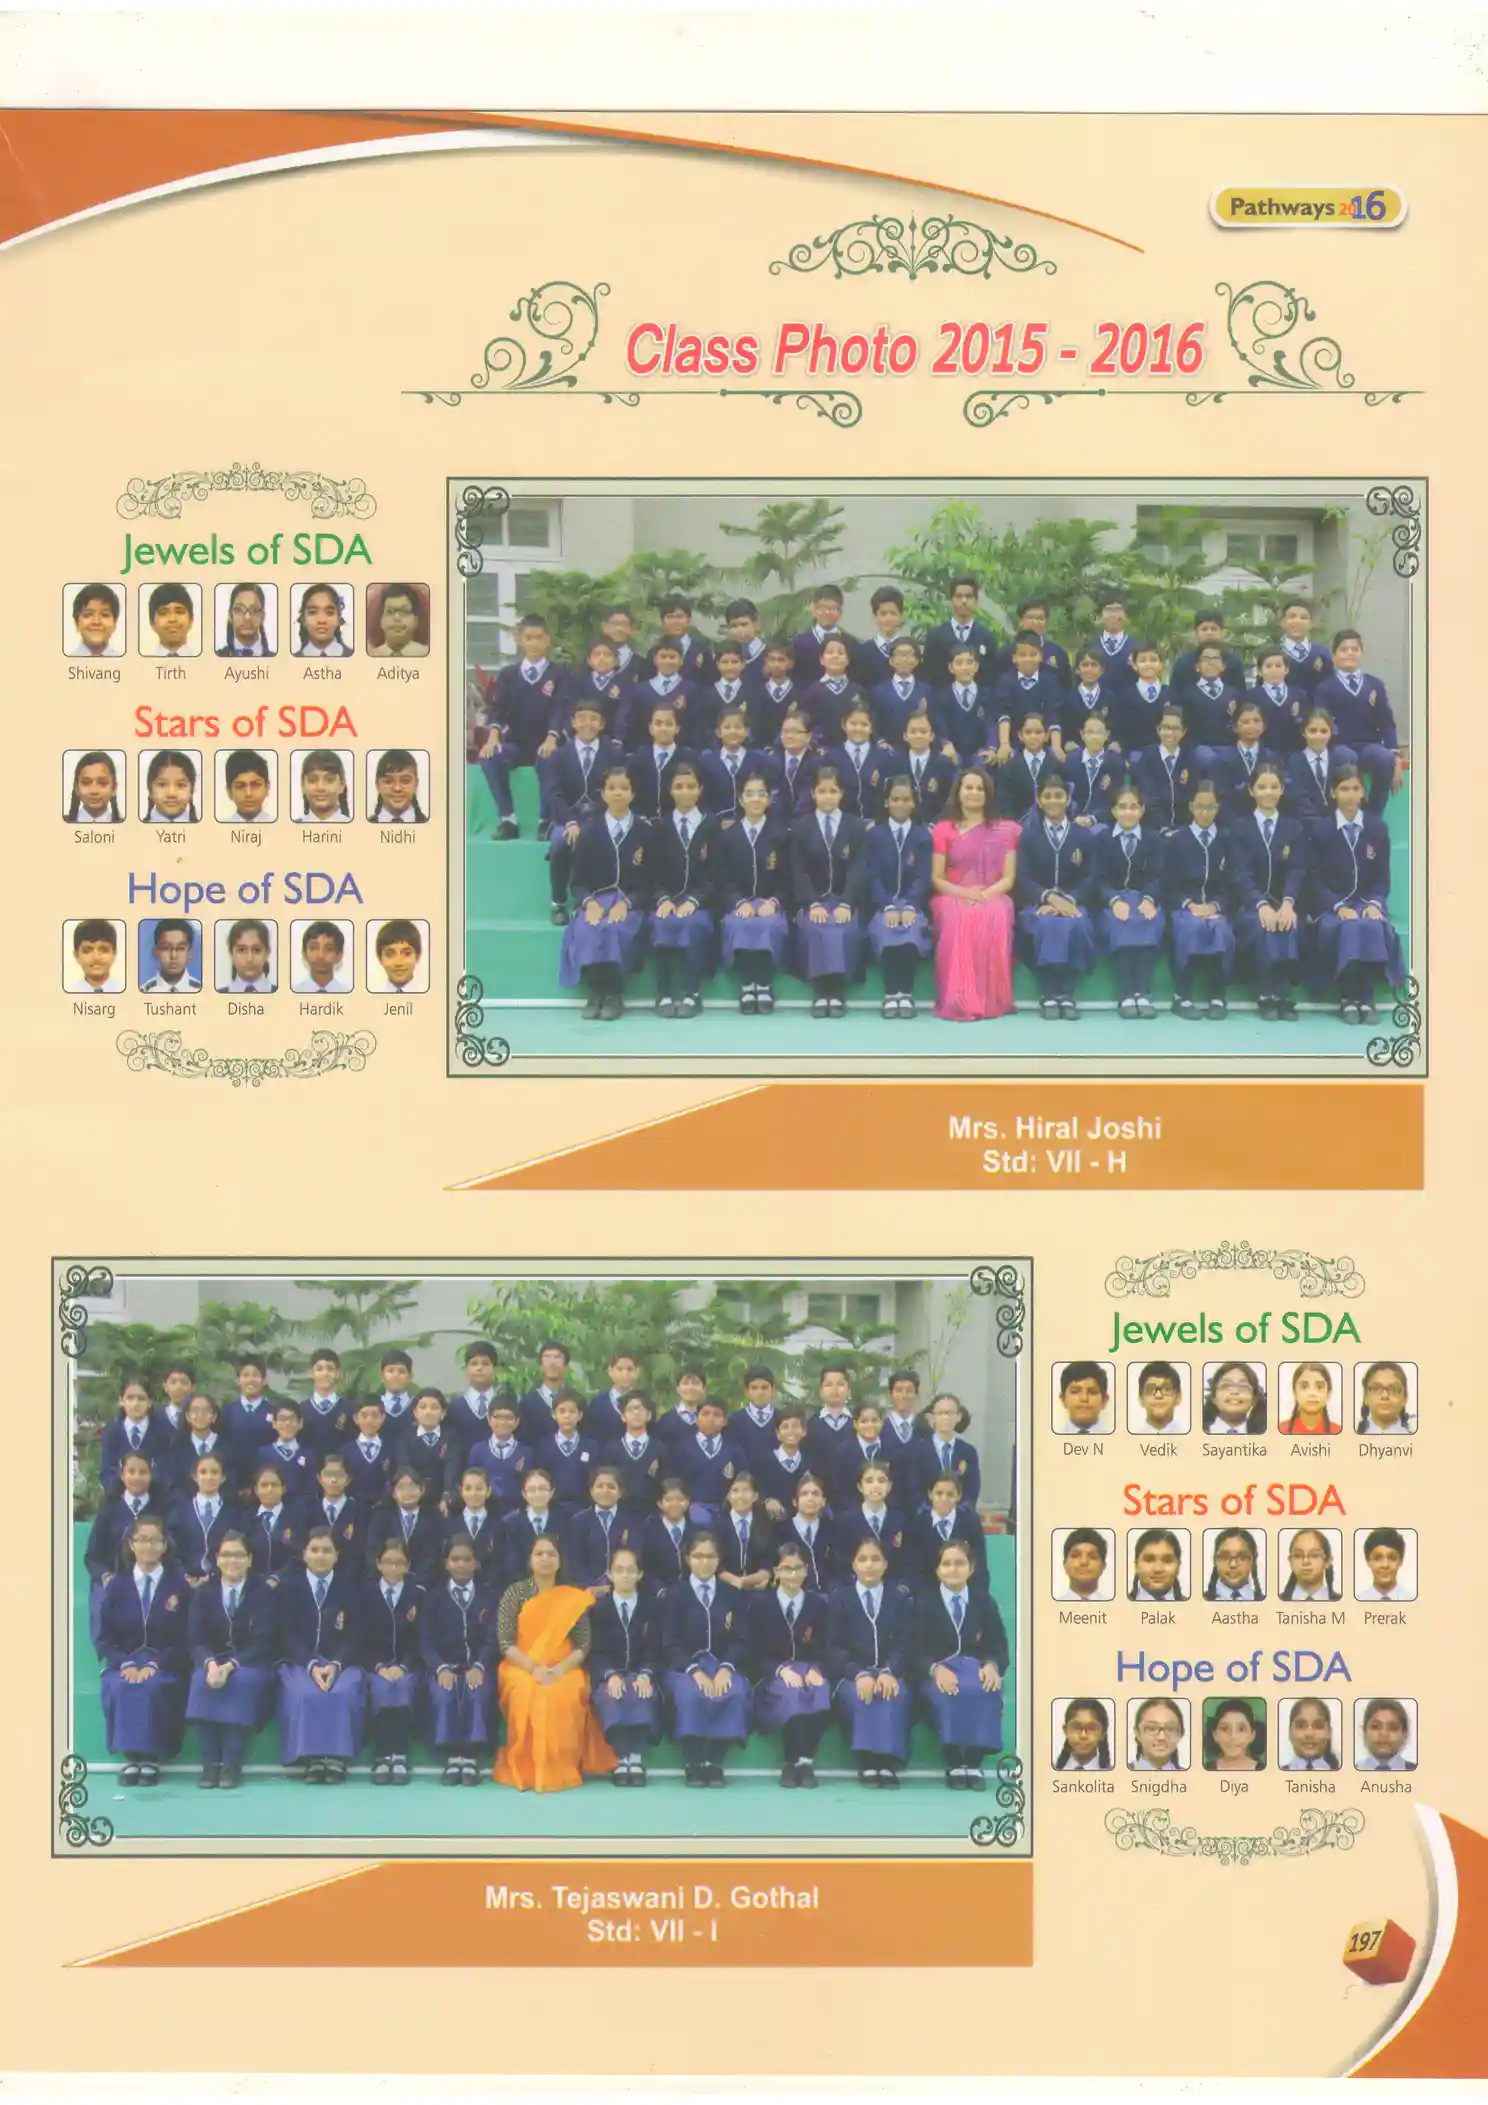 Pathways 2016
Class Photo 2015 - 2016
Jewels of SDA
Shivang Tirth Ayushi Astha Aditya
Stars of SDA
Saloni Yatri Niraj Harini Nidhi
Hope of SDA
Nisarg Tushant Disha Hardik Jenil
Mrs. Hiral Joshi
Std: VII - H
Jewels of SDA
Dev N Vedik Sayantika Avishi Dhyanvi
Stars of SDA
Meenit Palak Aastha Tanisha M Prerak
Hope of SDA
Sankolita Snigdha Diya Tanisha Anusha
Mrs. Tejaswani D. Gothal
Std: VII - I
197